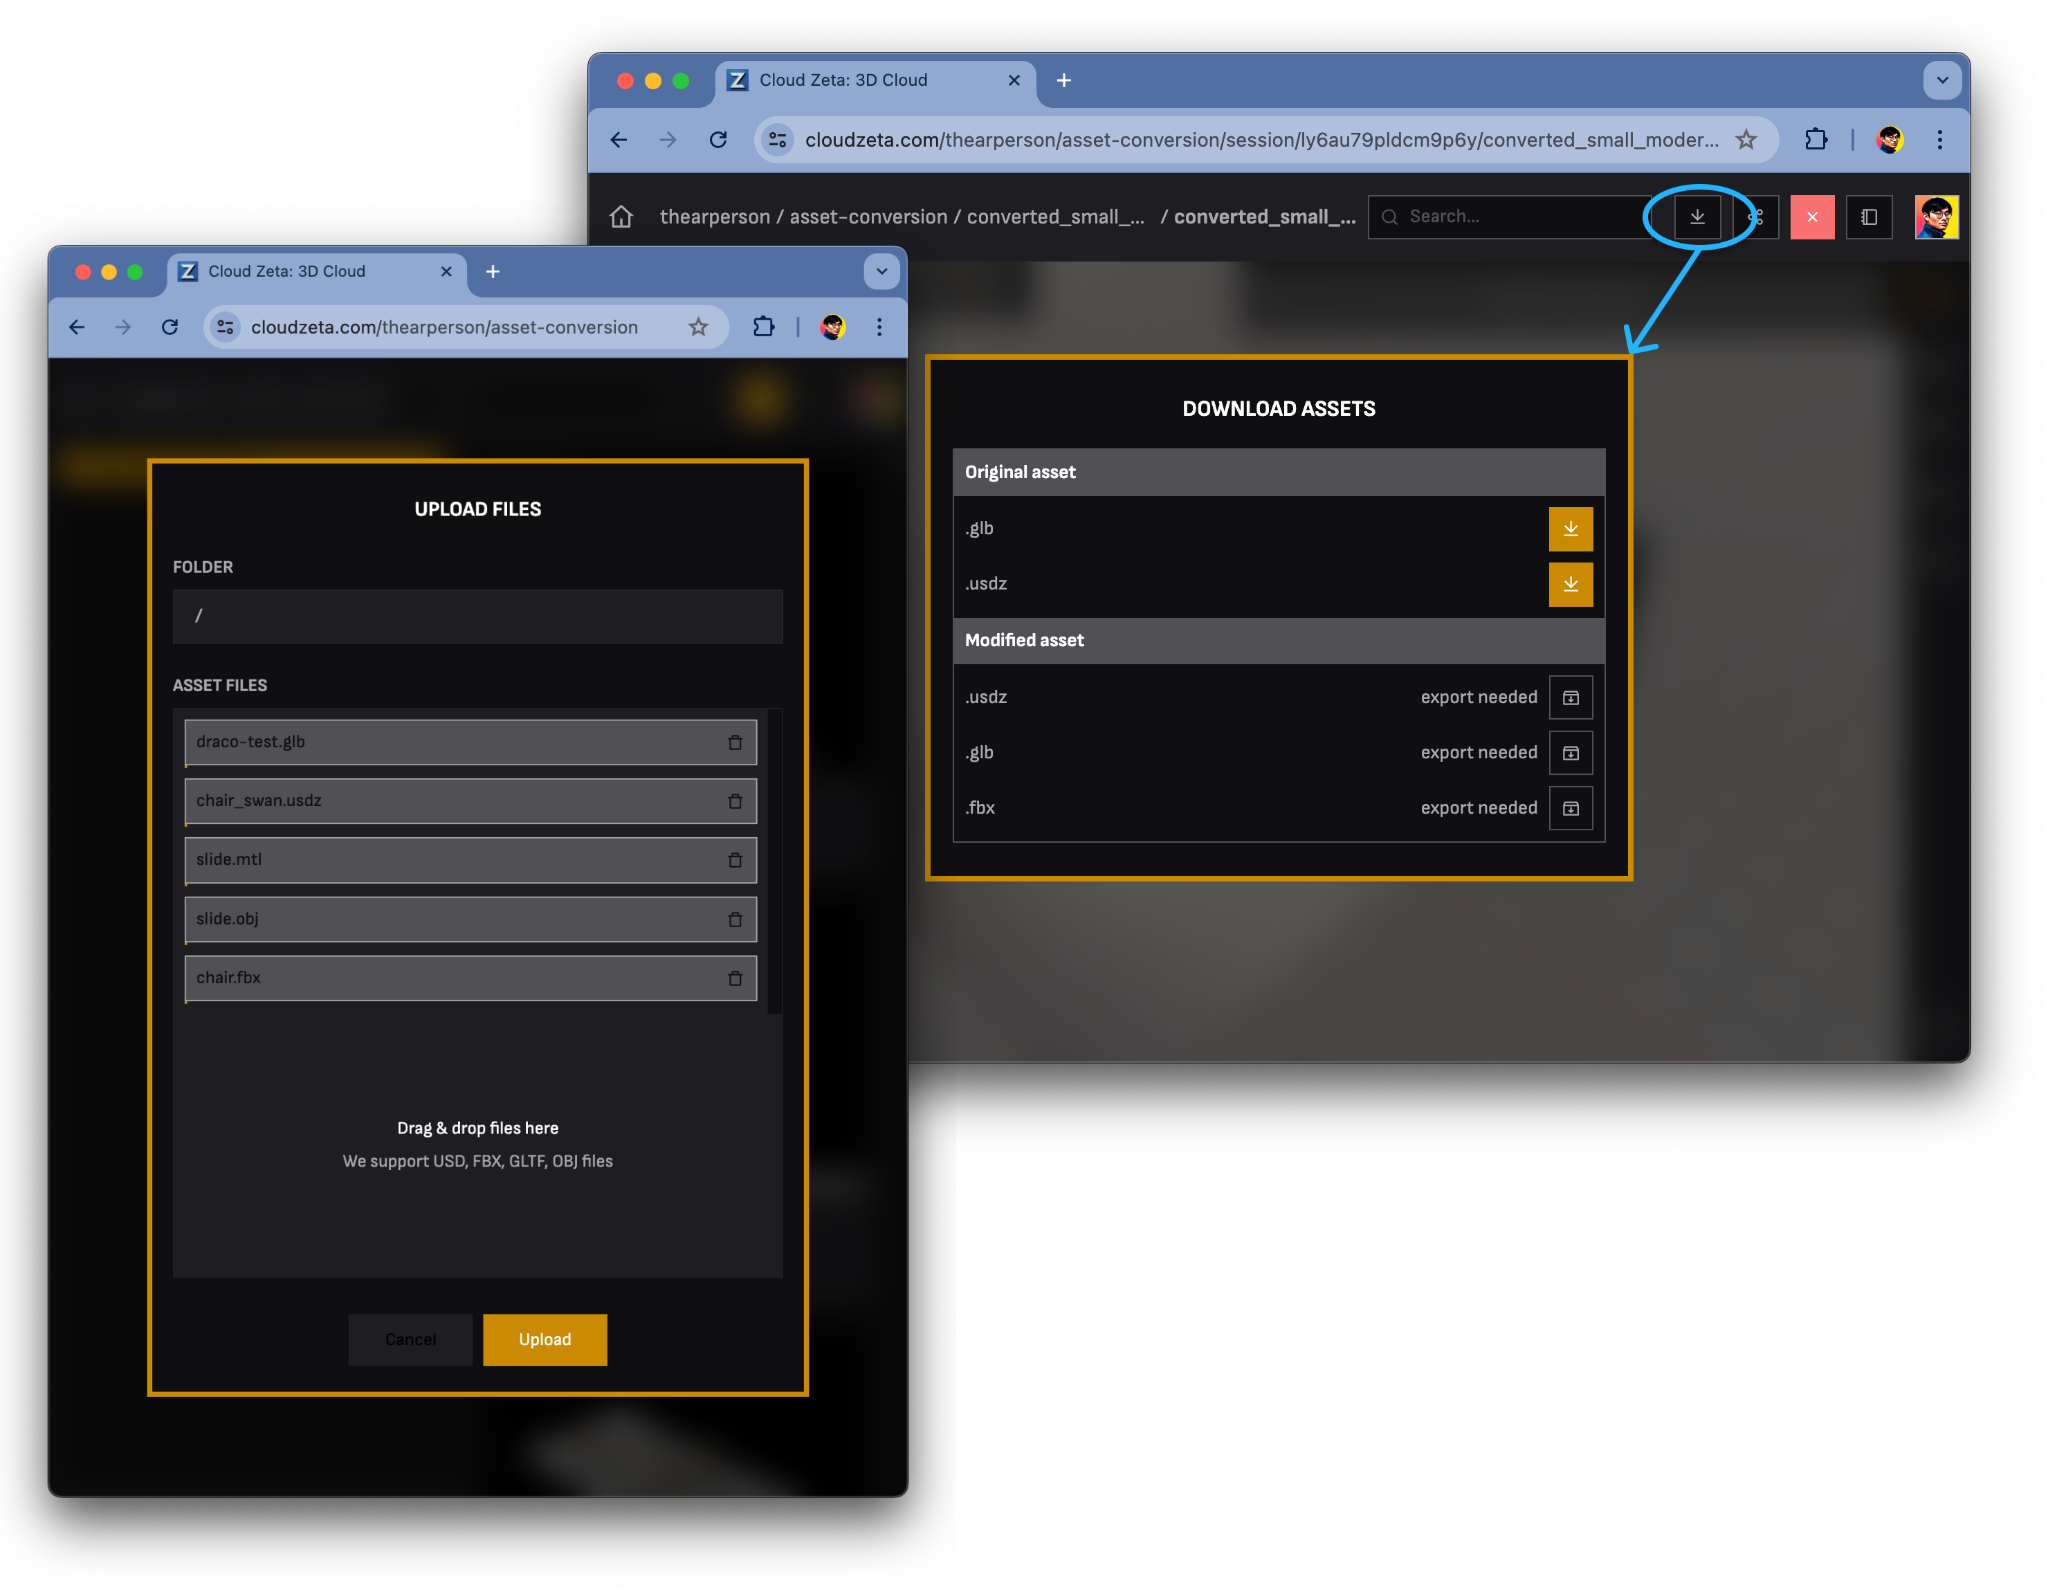 Cloud Zeta: 3D Cloud
cloudzeta.com/thearperson/asset-conversion/session/ly6au79pldcm9p6y/converted_small_moder...
thearperson / asset-conversion / converted_small_... / converted_small_...
Search...
DOWNLOAD ASSETS
Original asset
.glb
.usdz
Modified asset
.usdz export needed
.glb export needed
.fbx export needed
Cloud Zeta: 3D Cloud
cloudzeta.com/thearperson/asset-conversion
UPLOAD FILES
FOLDER
/
ASSET FILES
draco-test.glb
chair_swan.usdz
slide.mtl
slide.obj
chair.fbx
Drag & drop files here
We support USD, FBX, GLTF, OBJ files
Cancel Upload